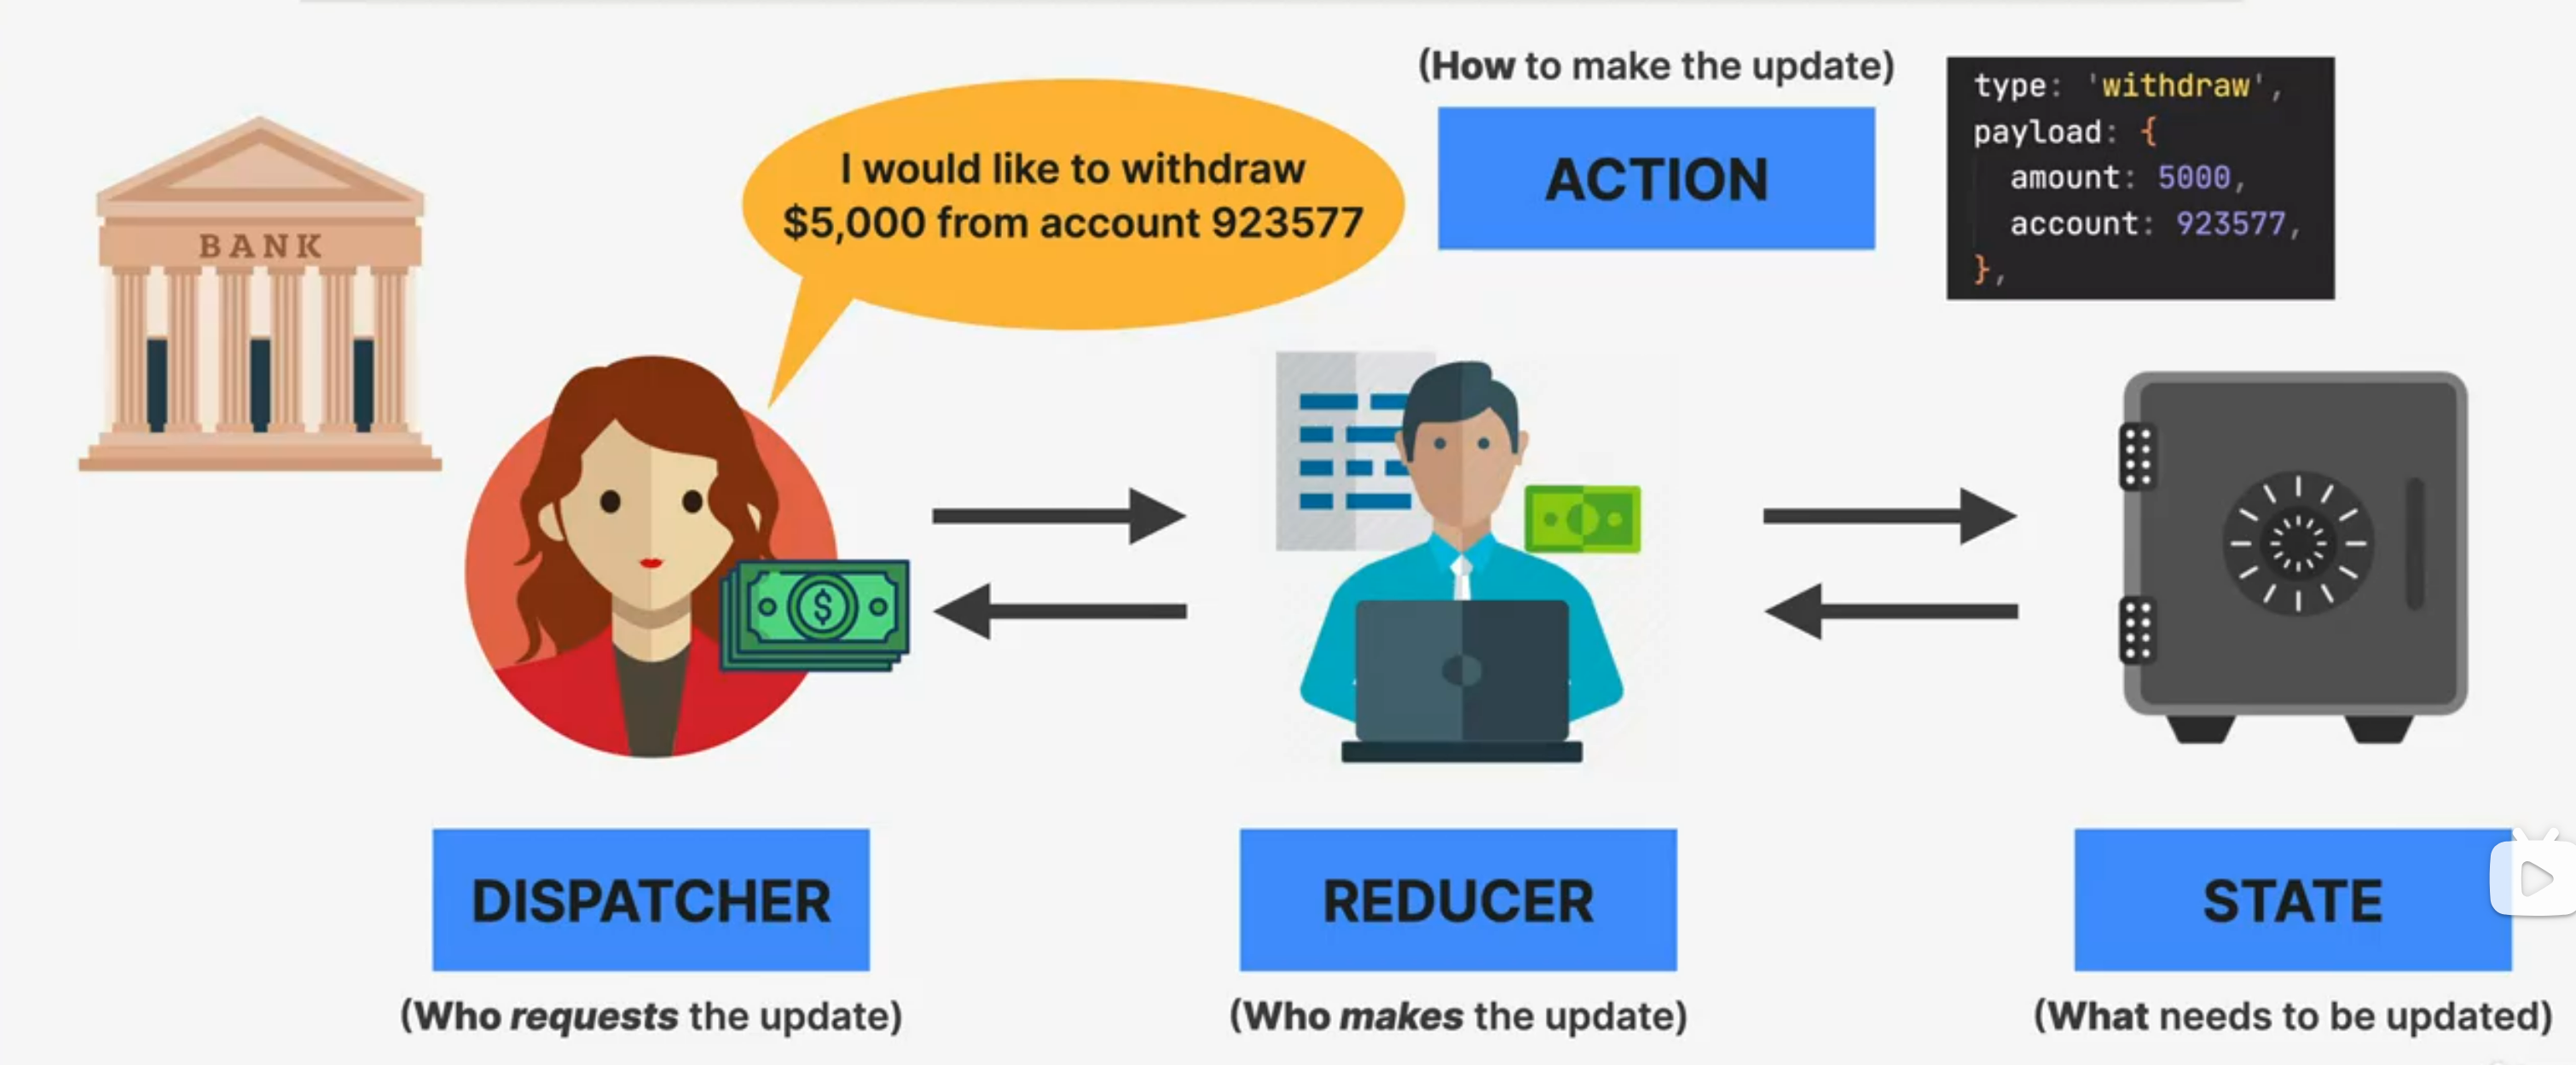 (How to make the update)
type: 'withdraw',
payload: {
amount: 5000,
account: 923577,
},
ACTION
I would like to withdraw
$5,000 from account 923577
BANK
DISPATCHER
REDUCER
STATE
(Who requests the update)
(Who makes the update)
(What needs to be updated)